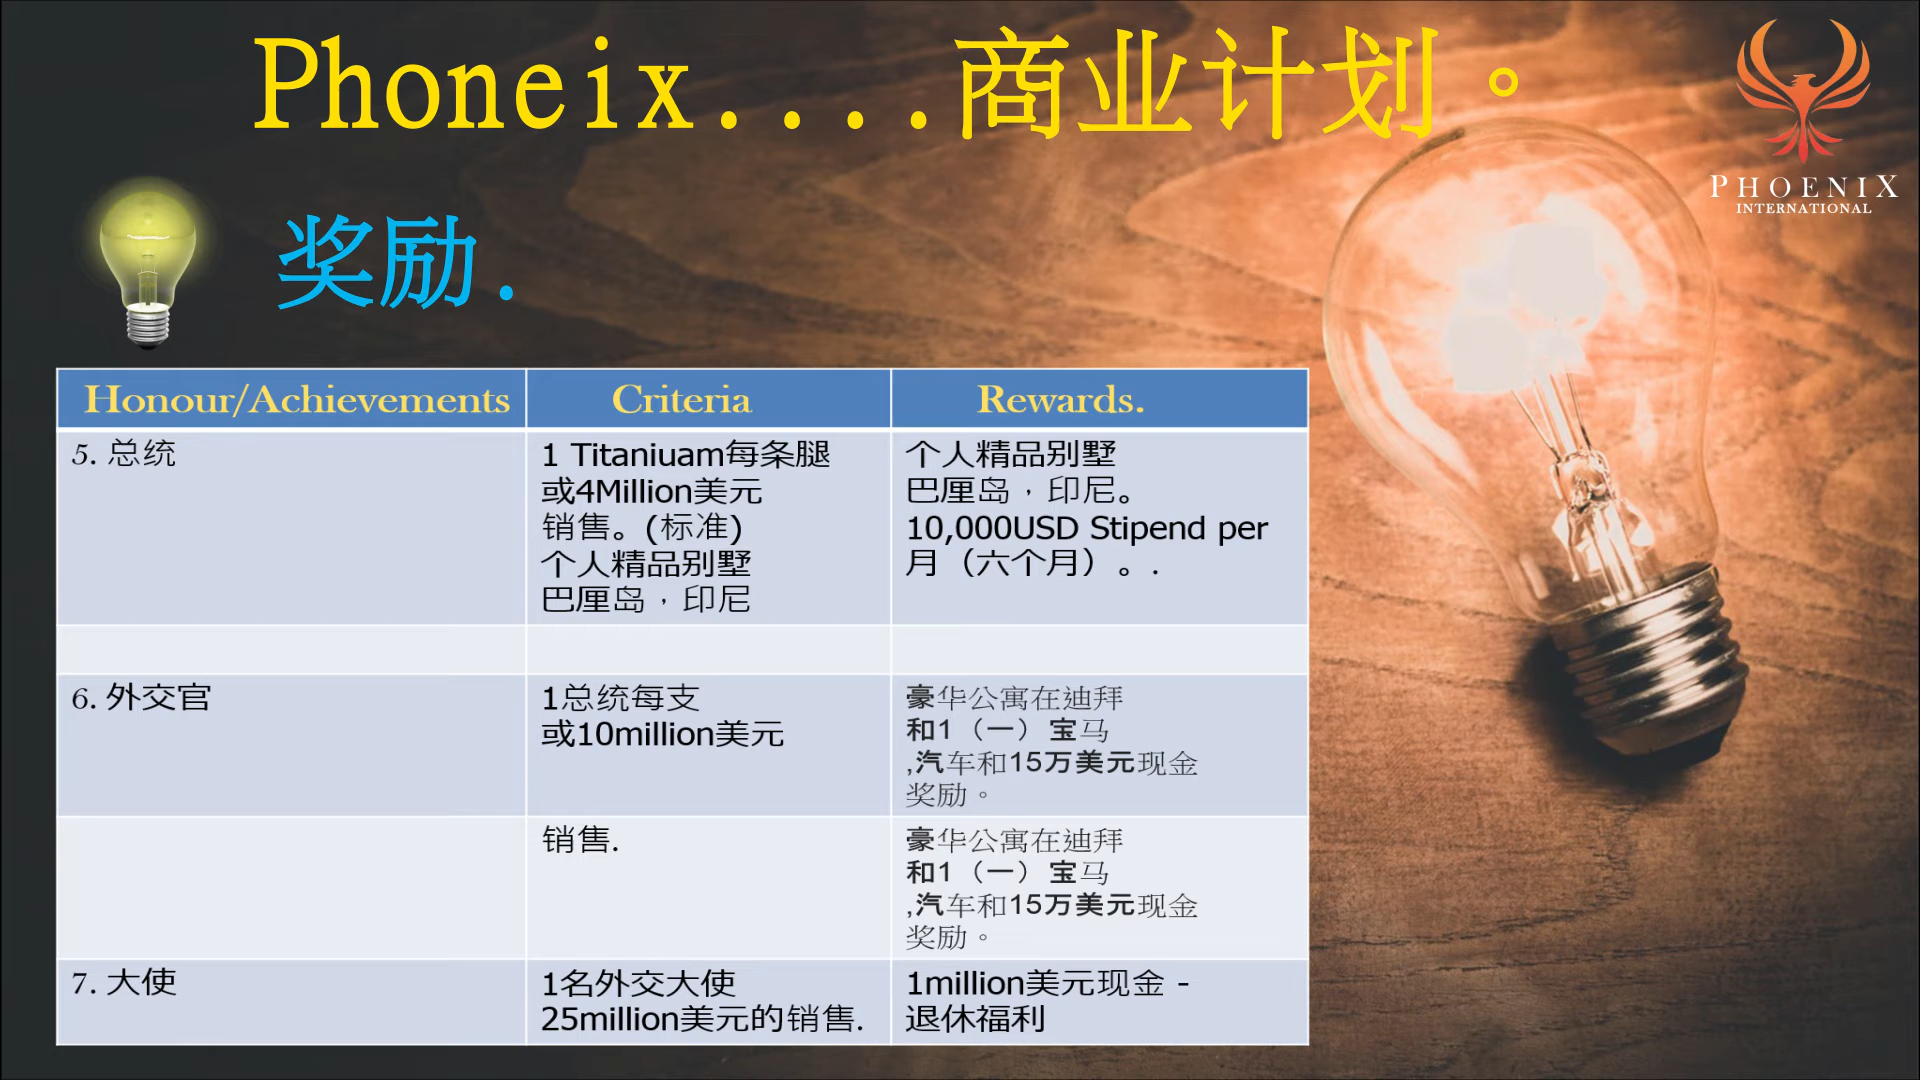 Phoneix....商业计划。
PHOENIX
INTERNATIONAL
奖励.
Honour/Achievements
Criteria
Rewards.
5. 总统
1 Titaniuam每条腿
或4Million美元
销售。(标准)
个人精品别墅
巴厘岛，印尼
个人精品别墅
巴厘岛，印尼。
10,000USD Stipend per
月（六个月）。.
6. 外交官
1总统每支
或10million美元
豪华公寓在迪拜
和1（一）宝马
,汽车和15万美元现金
奖励。
销售.
豪华公寓在迪拜
和1（一）宝马
,汽车和15万美元现金
奖励。
7. 大使
1名外交大使
25million美元的销售.
1million美元现金 -
退休福利